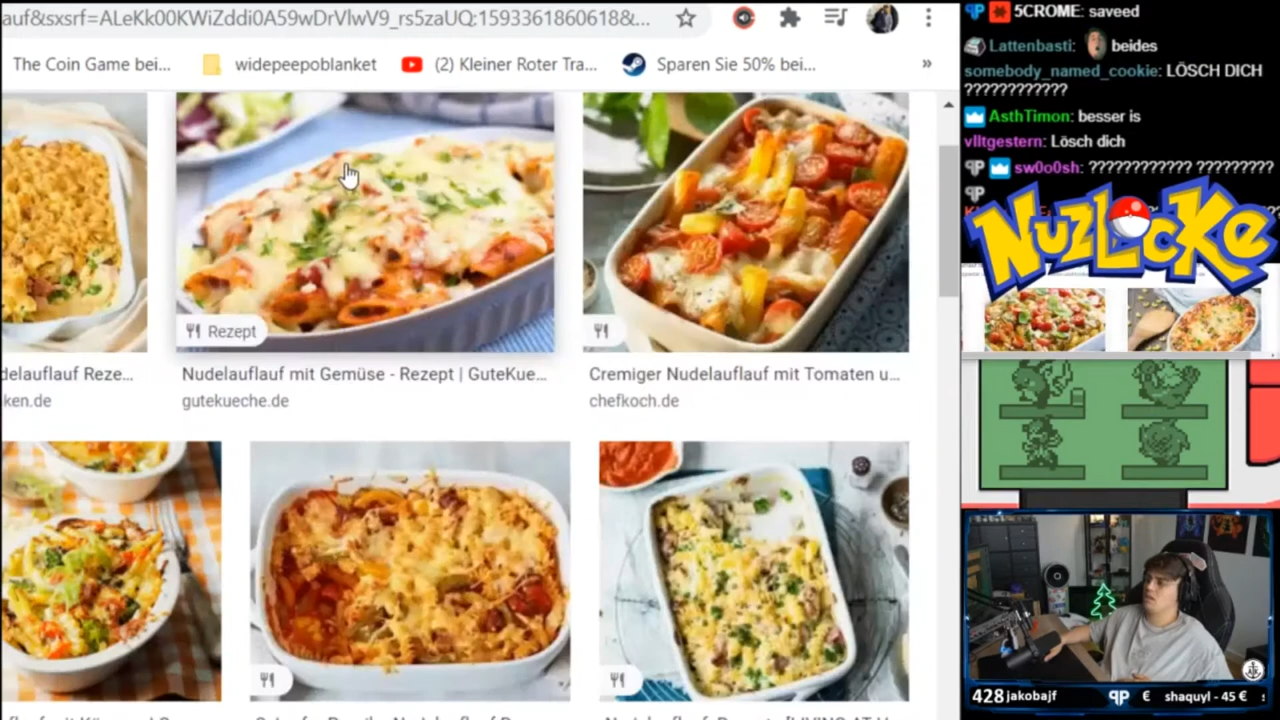 auf&sxsrf=ALeKk00KWiZddi0A59wDrVlwV9_rs5zaUQ:1593361860618&...
The Coin Game bei...
widepeepoblanket
(2) Kleiner Roter Tra...
Sparen Sie 50% bei...
»
Rezept
delauflauf Reze...
ken.de
Nudelauflauf mit Gemüse - Rezept | GuteKue...
gutekueche.de
Cremiger Nudelauflauf mit Tomaten u...
chefkoch.de
5CROME: saveed
Lattenbasti: beides
somebody_named_cookie: LÖSCH DICH
????????????
AsthTimon: besser is
vlltgestern: Lösch dich
sw0o0sh: ???????????? ?????????
NUZLOCKE
428 jakobajf
€ shaquyl - 45 €